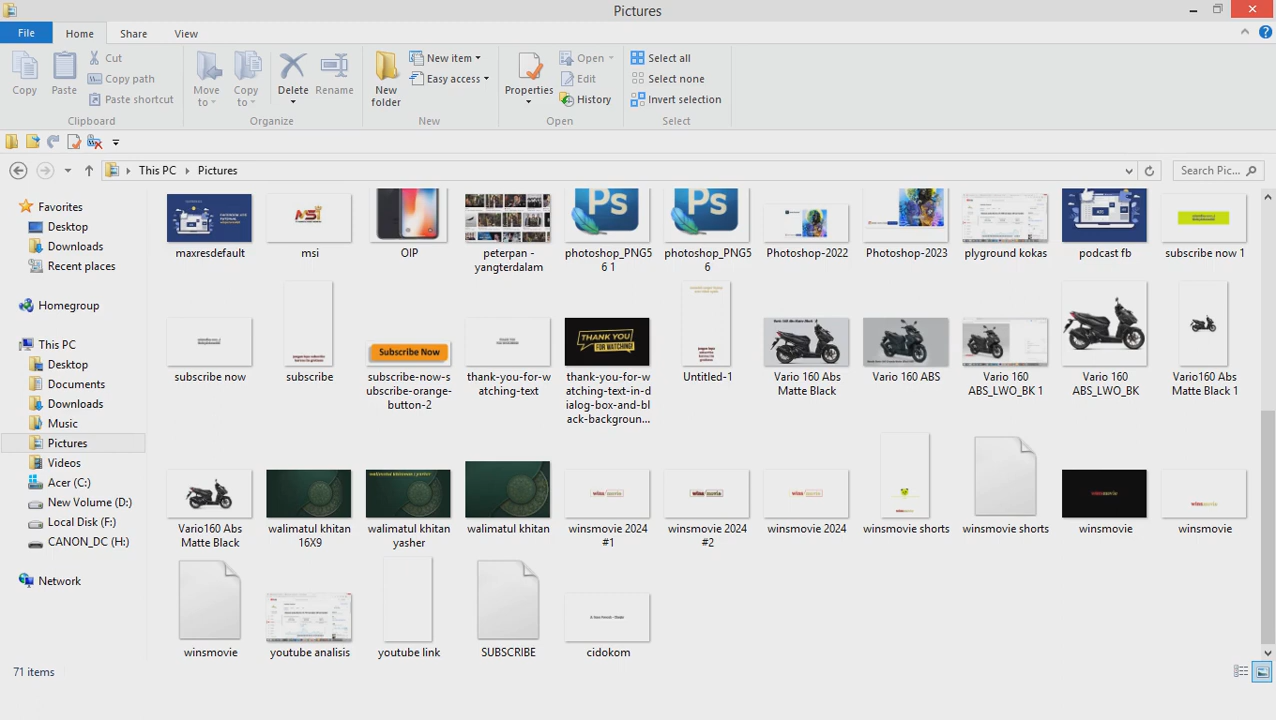 Pictures
File
Home
Share
View
Copy
Paste
Cut
Copy path
Paste shortcut
Clipboard
Move to
Copy to
Delete
Rename
Organize
New folder
New item
Easy access
New
Properties
Open
Edit
History
Open
Select all
Select none
Invert selection
Select
This PC
Pictures
Search Pic...
Favorites
Desktop
Downloads
Recent places
Homegroup
This PC
Desktop
Documents
Downloads
Music
Pictures
Videos
Acer (C:)
New Volume (D:)
Local Disk (F:)
CANON_DC (H:)
Network
Ps
Ps
maxresdefault
msi
OIP
peterpan -
yangterdalam
photoshop_PNG5
6 1
photoshop_PNG5
6
Photoshop-2022
Photoshop-2023
plyground kokas
podcast fb
subscribe now 1
Subscribe Now
THANK YOU
FOR WATCHING!
subscribe now
subscribe
subscribe-now-s
ubscribe-orange-
button-2
thank-you-for-w
atching-text
thank-you-for-w
atching-text-in-d
ialog-box-and-bl
ack-backgroun...
Untitled-1
Vario 160 Abs
Matte Black
Vario 160 ABS
Vario 160
ABS_LWO_BK 1
Vario 160
ABS_LWO_BK
Vario160 Abs
Matte Black 1
Vario160 Abs
Matte Black
walimatul khitan
16X9
walimatul khitan
yasher
walimatul khitan
winsmovie 2024
#1
winsmovie 2024
#2
winsmovie 2024
winsmovie shorts
winsmovie shorts
winsmovie
winsmovie
winsmovie
youtube analisis
youtube link
SUBSCRIBE
cidokom
71 items